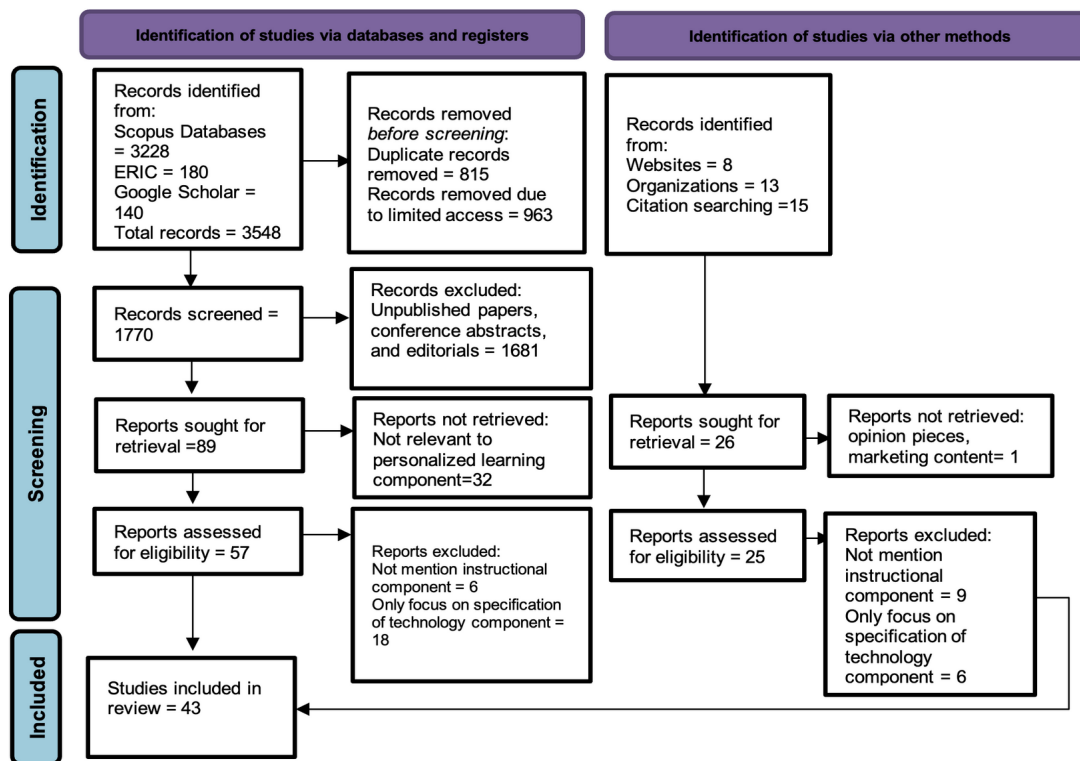 Identification of studies via databases and registers
Identification of studies via other methods
Identification
Records identified
from:
Scopus Databases
= 3228
ERIC = 180
Google Scholar =
140
Total records = 3548
Records removed
before screening:
Duplicate records
removed = 815
Records removed due
to limited access = 963
Records identified
from:
Websites = 8
Organizations = 13
Citation searching =15
Screening
Records screened =
1770
Records excluded:
Unpublished papers,
conference abstracts,
and editorials = 1681
Reports sought for
retrieval =89
Reports not retrieved:
Not relevant to
personalized learning
component=32
Reports sought for
retrieval = 26
Reports not retrieved:
opinion pieces,
marketing content= 1
Reports assessed
for eligibility = 57
Reports excluded:
Not mention instructional
component = 6
Only focus on specification
of technology component =
18
Reports assessed for
eligibility = 25
Reports excluded:
Not mention
instructional
component = 9
Only focus on
specification of
technology
component = 6
Included
Studies included in
review = 43